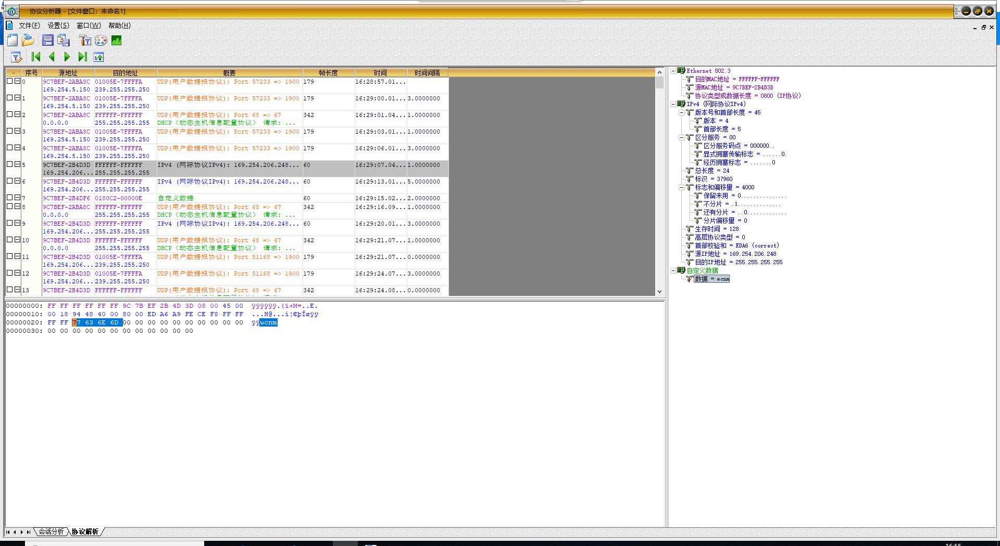 协议分析器 - [文件窗口: 未命名1]
文件(F) 设置(S) 窗口(W) 帮助(H)
- 序号 源地址 目的地址 概要 帧长度 时间 时间间隔
0 9C7BEF-2ABA8C 01005E-7FFFFA UDP(用户数据报协议): Port 57233 => 1900 179 16:28:57.01...
169.254.5.150 239.255.255.250
1 9C7BEF-2ABA8C 01005E-7FFFFA UDP(用户数据报协议): Port 57233 => 1900 179 16:29:00.01... 3.0000000
169.254.5.150 239.255.255.250
2 9C7BEF-2ABA8C FFFFFF-FFFFFF UDP(用户数据报协议): Port 68 => 67 342 16:29:01.04... 1.0000000
0.0.0.0 255.255.255.255 DHCP(动态主机信息配置协议) 请求: ...
3 9C7BEF-2ABA8C 01005E-7FFFFA UDP(用户数据报协议): Port 57233 => 1900 179 16:29:03.01... 1.0000000
169.254.5.150 239.255.255.250
4 9C7BEF-2ABA8C 01005E-7FFFFA UDP(用户数据报协议): Port 57233 => 1900 179 16:29:06.01... 3.0000000
169.254.5.150 239.255.255.250
5 9C7BEF-2B4D3D FFFFFF-FFFFFF IPv4 (网际协议IPv4): 169.254.206.248... 60 16:29:07.04... 1.0000000
169.254.206... 255.255.255.255
6 9C7BEF-2B4D3D FFFFFF-FFFFFF IPv4 (网际协议IPv4): 169.254.206.248... 60 16:29:13.01... 5.0000000
169.254.206... 255.255.255.255
7 9C7BEF-2B4DF6 0180C2-00000E 自定义数据 60 16:29:15.02... 2.0000000
8 9C7BEF-2ABA8C FFFFFF-FFFFFF UDP(用户数据报协议): Port 68 => 67 342 16:29:16.09... 1.0000000
0.0.0.0 255.255.255.255 DHCP(动态主机信息配置协议) 请求: ...
9 9C7BEF-2B4D3D FFFFFF-FFFFFF IPv4 (网际协议IPv4): 169.254.206.248... 60 16:29:20.01... 3.0000000
169.254.206... 255.255.255.255
10 9C7BEF-2B4D3D FFFFFF-FFFFFF UDP(用户数据报协议): Port 68 => 67 342 16:29:21.07... 1.0000000
0.0.0.0 255.255.255.255 DHCP(动态主机信息配置协议) 请求: ...
11 9C7BEF-2B4D3D 01005E-7FFFFA UDP(用户数据报协议): Port 51168 => 1900 179 16:29:21.07... 0.0000000
169.254.206... 239.255.255.250
12 9C7BEF-2B4D3D 01005E-7FFFFA UDP(用户数据报协议): Port 51168 => 1900 179 16:29:24.07... 3.0000000
169.254.206... 239.255.255.250
13 9C7BEF-2B4D3D FFFFFF-FFFFFF UDP(用户数据报协议): Port 68 => 67 342 16:29:24.08... 0.0000000
00000000: FF FF FF FF FF FF 9C 7B EF 2B 4D 3D 08 00 45 00 ÿÿÿÿÿÿ.{ï+M=..E.
00000010: 00 18 94 48 40 00 80 00 ED A6 A9 FE CE F8 FF FF ...H@...í¦©þÎøÿÿ
00000020: FF FF 77 63 6E 6D 00 00 00 00 00 00 00 00 00 00 ÿÿwcnm
00000030: 00 00 00 00 00 00 00 00 00 00 00 00
Ethernet 802.3
目的MAC地址 = FFFFFF-FFFFFF
源MAC地址 = 9C7BEF-2B4D3D
协议类型或数据长度 = 0800 (IP协议)
IPv4 (网际协议IPv4)
版本号和首部长度 = 45
版本 = 4
首部长度 = 5
区分服务 = 00
区分服务码点 = 000000..
显式拥塞传输标志 = ......0.
经历拥塞标志 = .......0
总长度 = 24
标识 = 37960
标志和偏移量 = 4000
保留未用 = 0...............
不分片 = .1..............
还有分片 = ..0.............
分片偏移量 = 0
生存时间 = 128
高层协议类型 = 0
首部校验和 = EDA6 (correct)
源IP地址 = 169.254.206.248
目的IP地址 = 255.255.255.255
自定义数据
数据 = wcnm
会话分析 协议解析